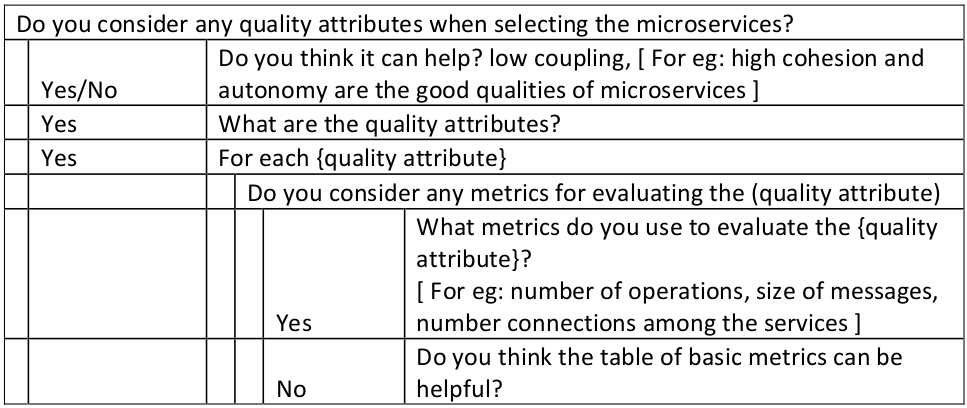 Do you consider any quality attributes when selecting the microservices?
Do you think it can help? low coupling, [ For eg: high cohesion and
Yes/No autonomy are the good qualities of microservices ]
Yes What are the quality attributes?
Yes For each {quality attribute}
Do you consider any metrics for evaluating the (quality attribute)
What metrics do you use to evaluate the {quality
attribute}?
[ For eg: number of operations, size of messages,
Yes number connections among the services ]
Do you think the table of basic metrics can be
No helpful?